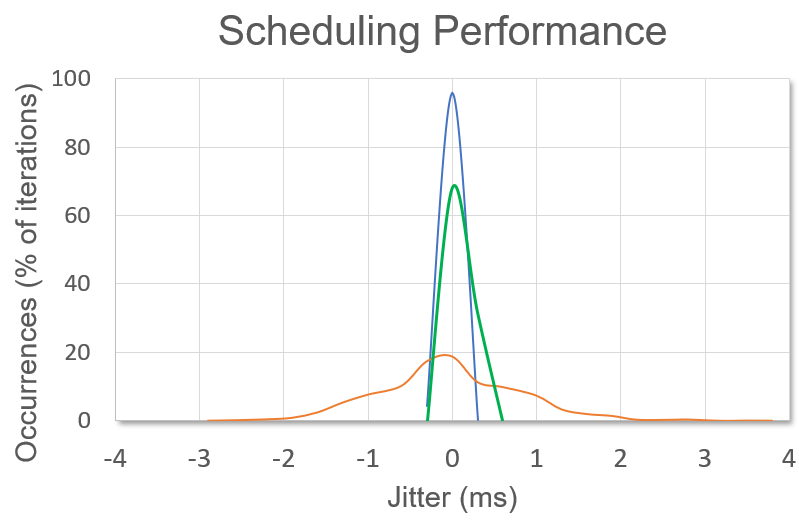 Scheduling Performance
Occurrences (% of iterations)
100
80
60
40
20
0
-4 -3 -2 -1 0 1 2 3 4
Jitter (ms)